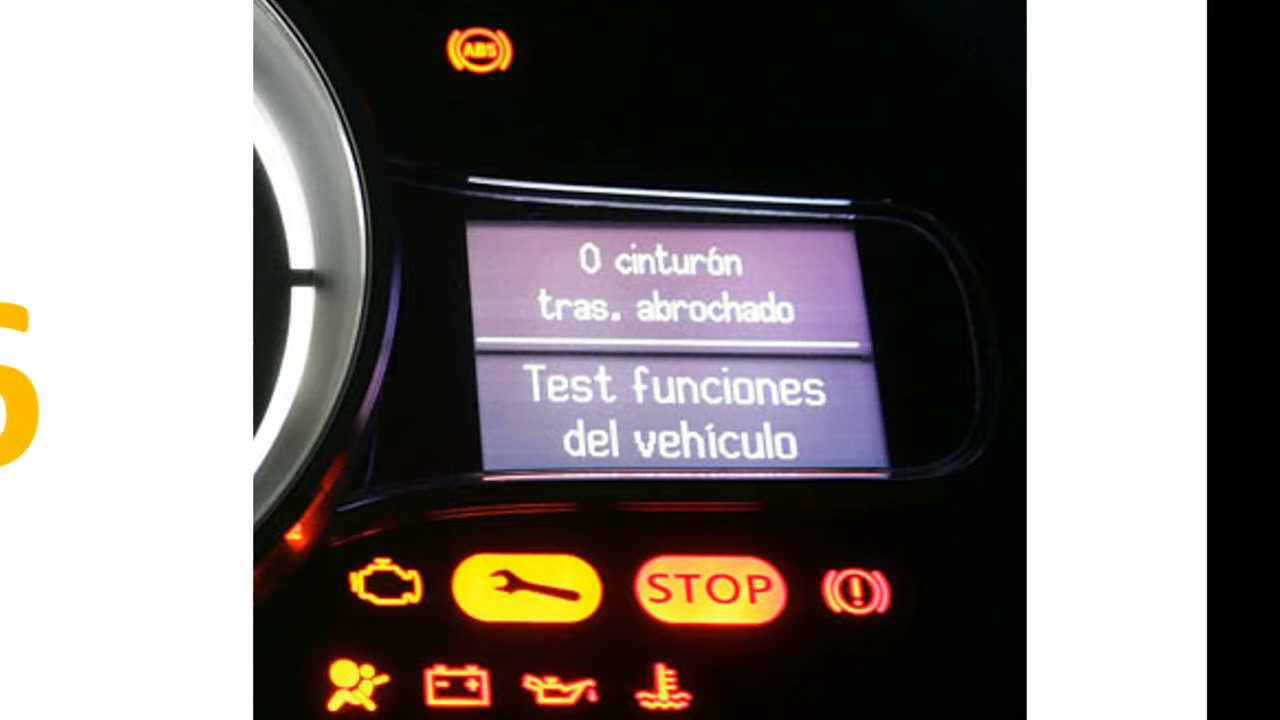 ABS
0 cinturón
tras. abrochado
Test funciones
del vehículo
STOP